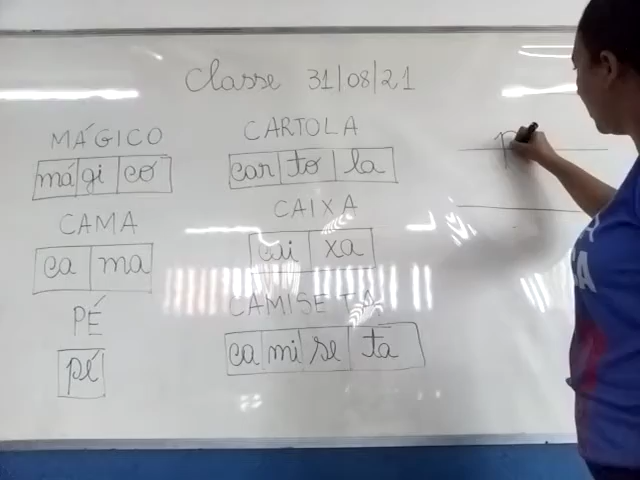 Classe 31/08/21
MÁGICO
má gi co
CARTOLA
car to la
CAMA
ca ma
CAIXA
cai xa
PÉ
pé
CAMISETA
ca mi se ta
p